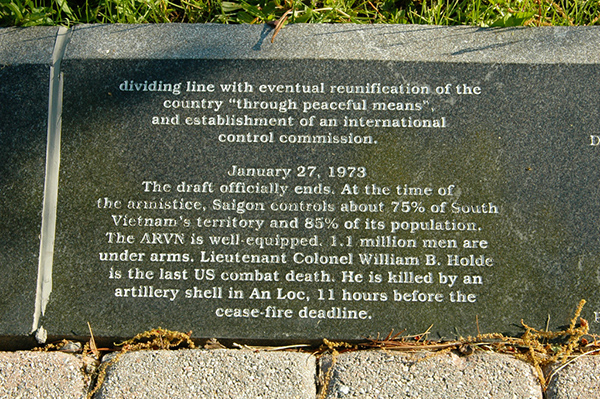 dividing line with eventual reunification of the
country “through peaceful means”,
and establishment of an international
control commission.
January 27, 1973
The draft officially ends. At the time of
the armistice, Saigon controls about 75% of South
Vietnam's territory and 85% of its population.
The ARVN is well-equipped. 1.1 million men are
under arms. Lieutenant Colonel William B. Holde
is the last US combat death. He is killed by an
artillery shell in An Loc, 11 hours before the
cease-fire deadline.